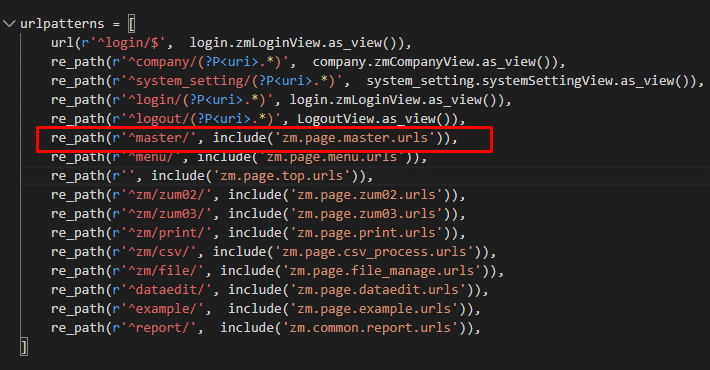 urlpatterns = [
url(r'^login/$',  login.zmLoginView.as_view()),
re_path(r'^company/(?P<uri>.*)',  company.zmCompanyView.as_view()),
re_path(r'^system_setting/(?P<uri>.*)',  system_setting.systemSettingView.as_view()),
re_path(r'^login/(?P<uri>.*)', login.zmLoginView.as_view()),
re_path(r'^logout/(?P<uri>.*)', LogoutView.as_view()),
re_path(r'^master/', include('zm.page.master.urls')),
re_path(r'^menu/', include('zm.page.menu.urls')),
re_path(r'', include('zm.page.top.urls')),
re_path(r'^zm/zum02/', include('zm.page.zum02.urls')),
re_path(r'^zm/zum03/', include('zm.page.zum03.urls')),
re_path(r'^zm/print/', include('zm.page.print.urls')),
re_path(r'^zm/csv/', include('zm.page.csv_process.urls')),
re_path(r'^zm/file/', include('zm.page.file_manage.urls')),
re_path(r'^dataedit/', include('zm.page.dataedit.urls')),
re_path(r'^example/', include('zm.page.example.urls')),
re_path(r'^report/',  include('zm.common.report.urls')),
]